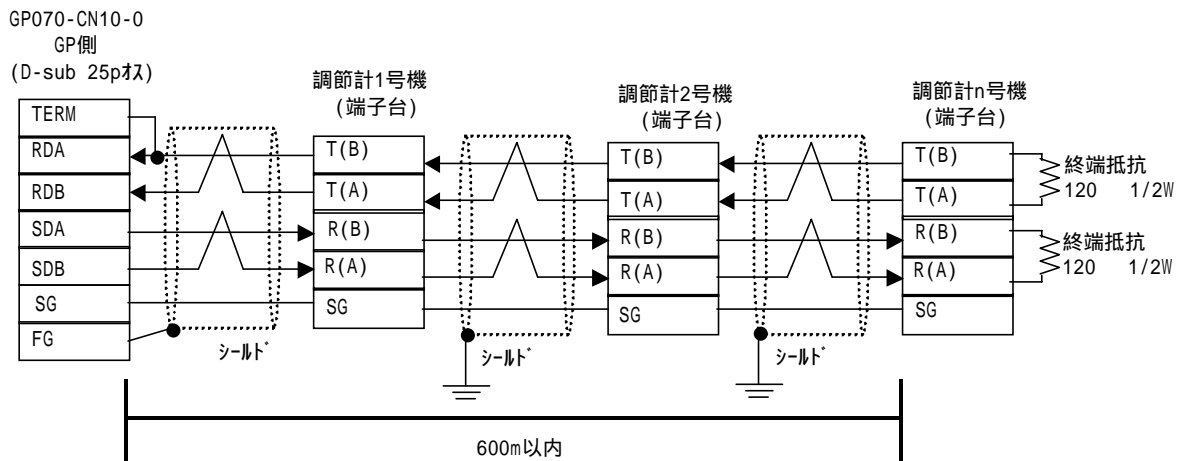 GP070-CN10-0
GP側
(D-sub 25pｵｽ)
TERM
RDA
RDB
SDA
SDB
SG
FG
シールド
調節計1号機
(端子台)
T(B)
T(A)
R(B)
R(A)
SG
シールド
調節計2号機
(端子台)
T(B)
T(A)
R(B)
R(A)
SG
シールド
調節計n号機
(端子台)
T(B)
T(A)
R(B)
R(A)
SG
終端抵抗
120 1/2W
終端抵抗
120 1/2W
600m以内